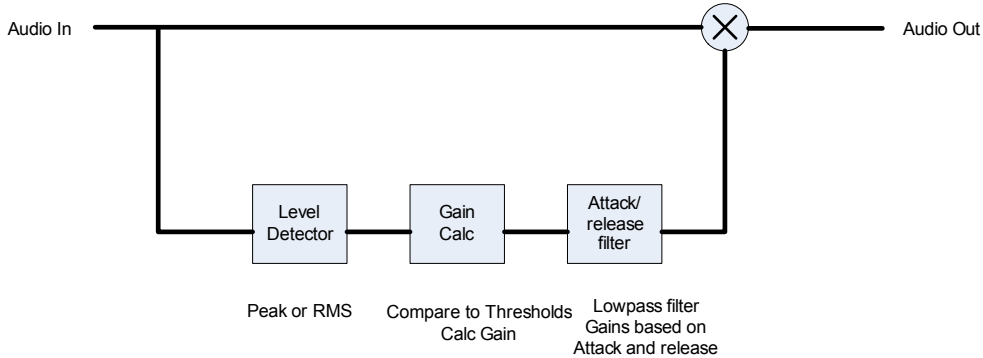 Audio In
Audio Out
Level
Detector
Gain
Calc
Attack/
release
filter
Peak or RMS
Compare to Thresholds
Calc Gain
Lowpass filter
Gains based on
Attack and release